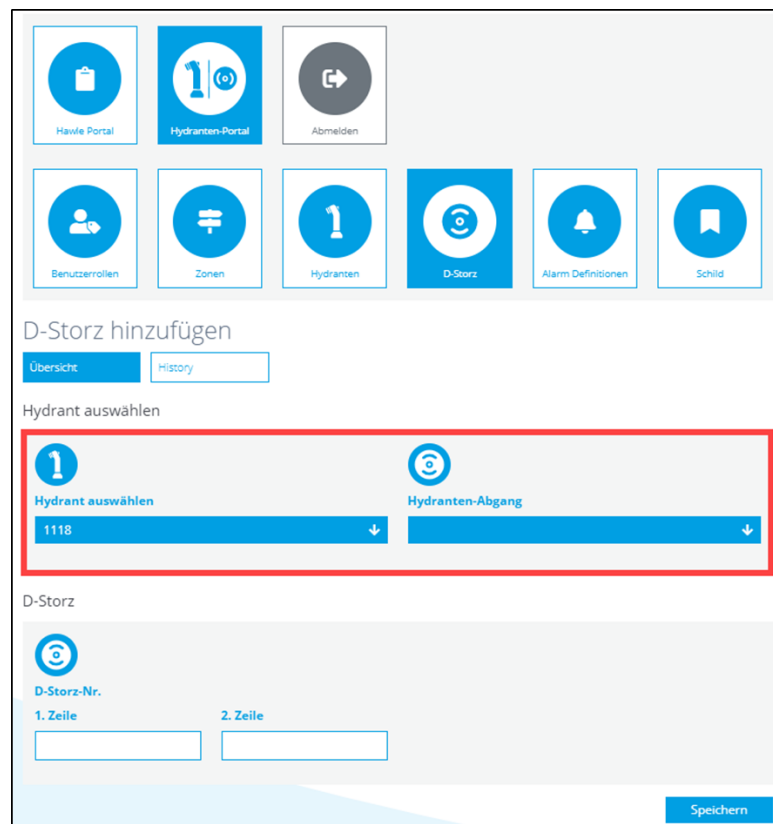 Hawle Portal
Hydranten-Portal
Abmelden
Benutzerrollen
Zonen
Hydranten
D-Storz
Alarm Definitionen
Schild
D-Storz hinzufügen
Übersicht
History
Hydrant auswählen
Hydrant auswählen
Hydranten-Abgang
1118
D-Storz
D-Storz-Nr.
1. Zeile
2. Zeile
Speichern